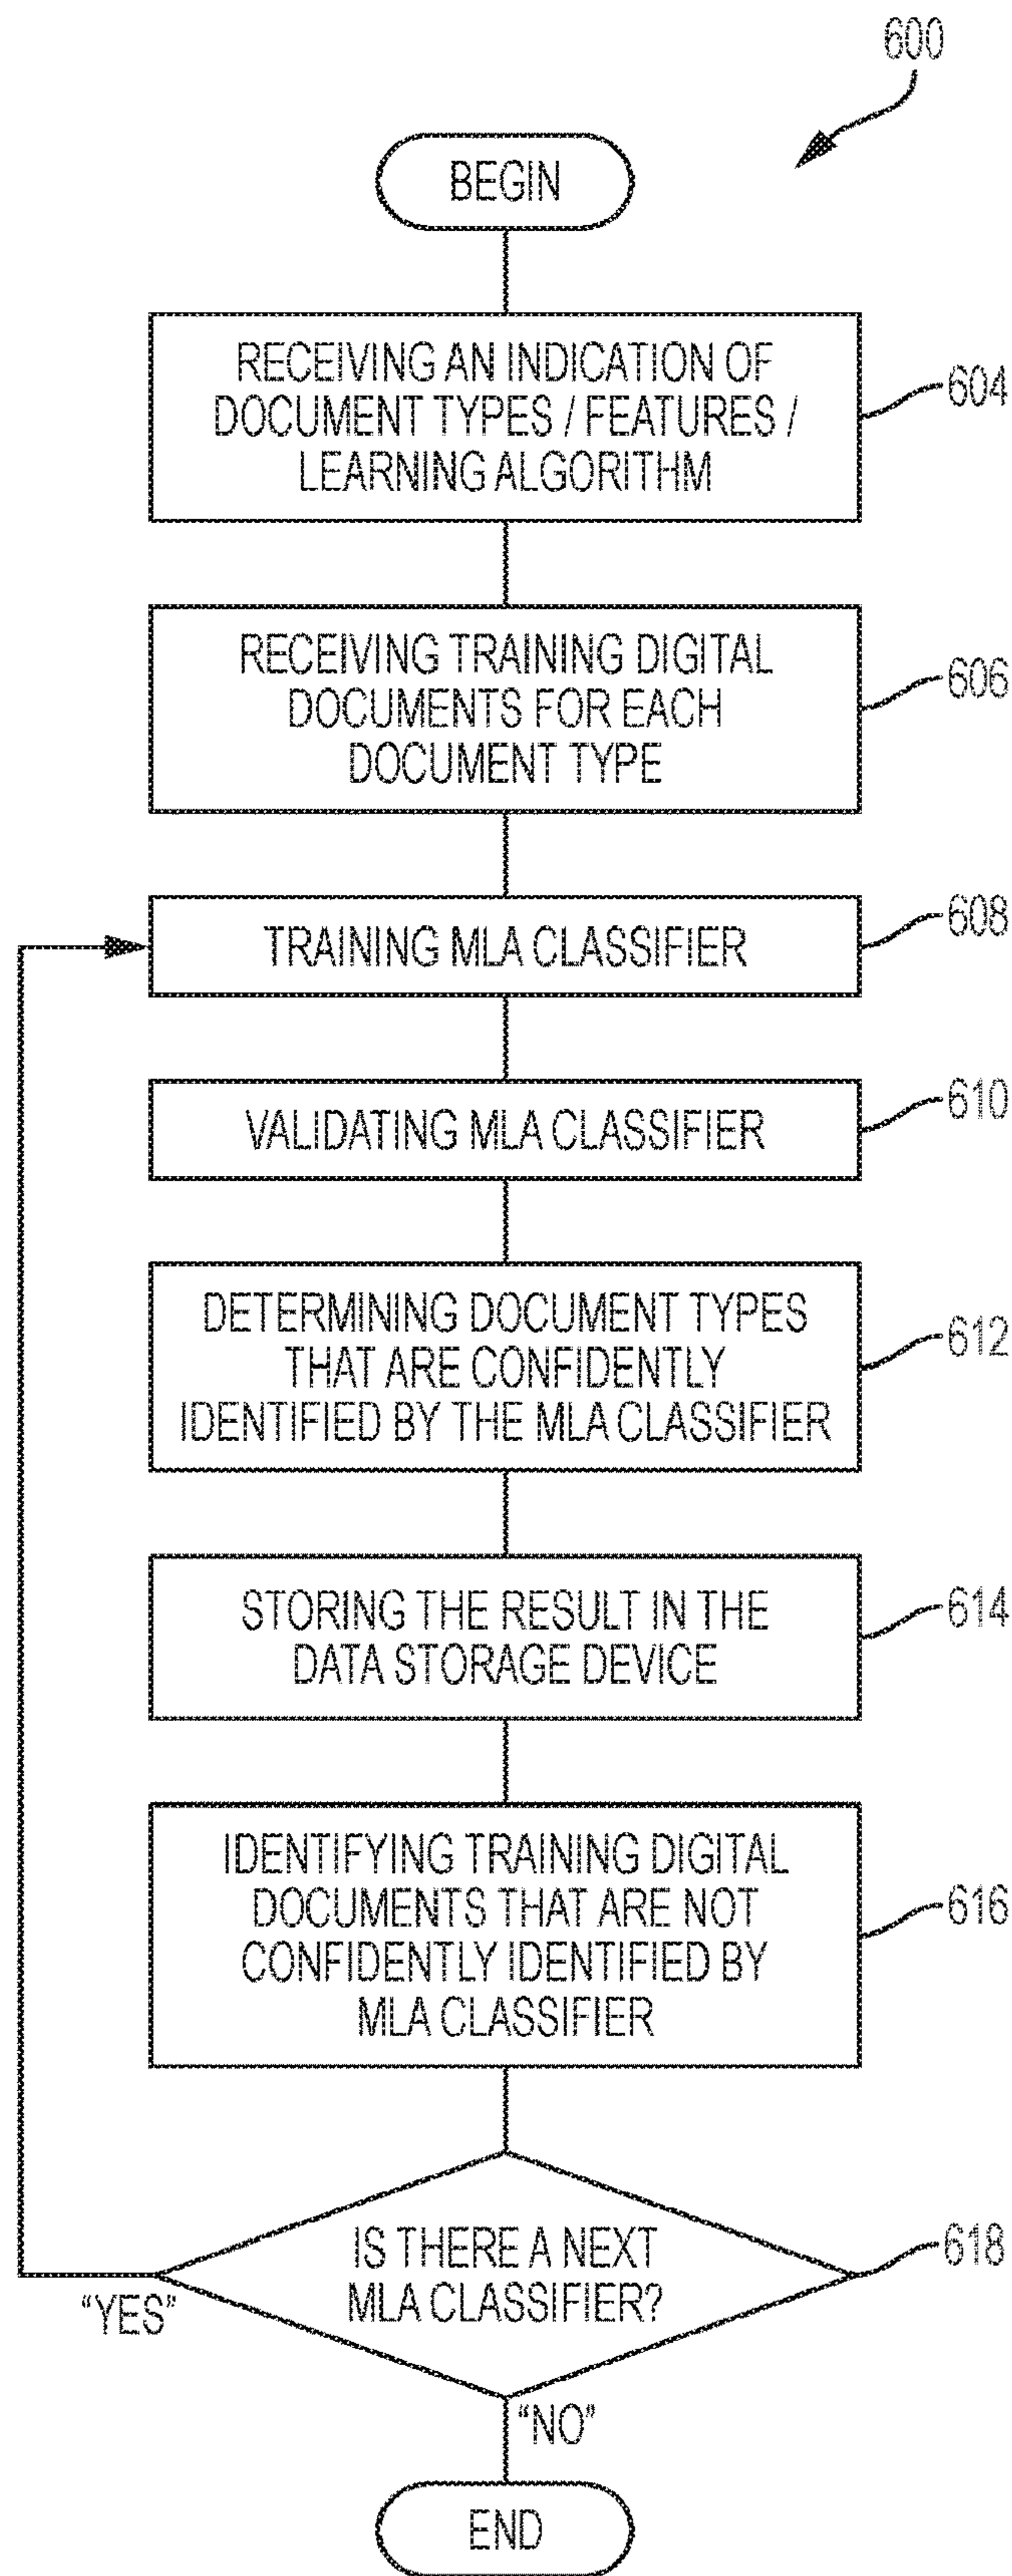 600
BEGIN
RECEIVING AN INDICATION OF
DOCUMENT TYPES / FEATURES /
LEARNING ALGORITHM
604
RECEIVING TRAINING DIGITAL
DOCUMENTS FOR EACH
DOCUMENT TYPE
606
TRAINING MLA CLASSIFIER
608
VALIDATING MLA CLASSIFIER
610
DETERMINING DOCUMENT TYPES
THAT ARE CONFIDENTLY
IDENTIFIED BY THE MLA CLASSIFIER
612
STORING THE RESULT IN THE
DATA STORAGE DEVICE
614
IDENTIFYING TRAINING DIGITAL
DOCUMENTS THAT ARE NOT
CONFIDENTLY IDENTIFIED BY
MLA CLASSIFIER
616
IS THERE A NEXT
MLA CLASSIFIER?
618
“YES”
“NO”
END